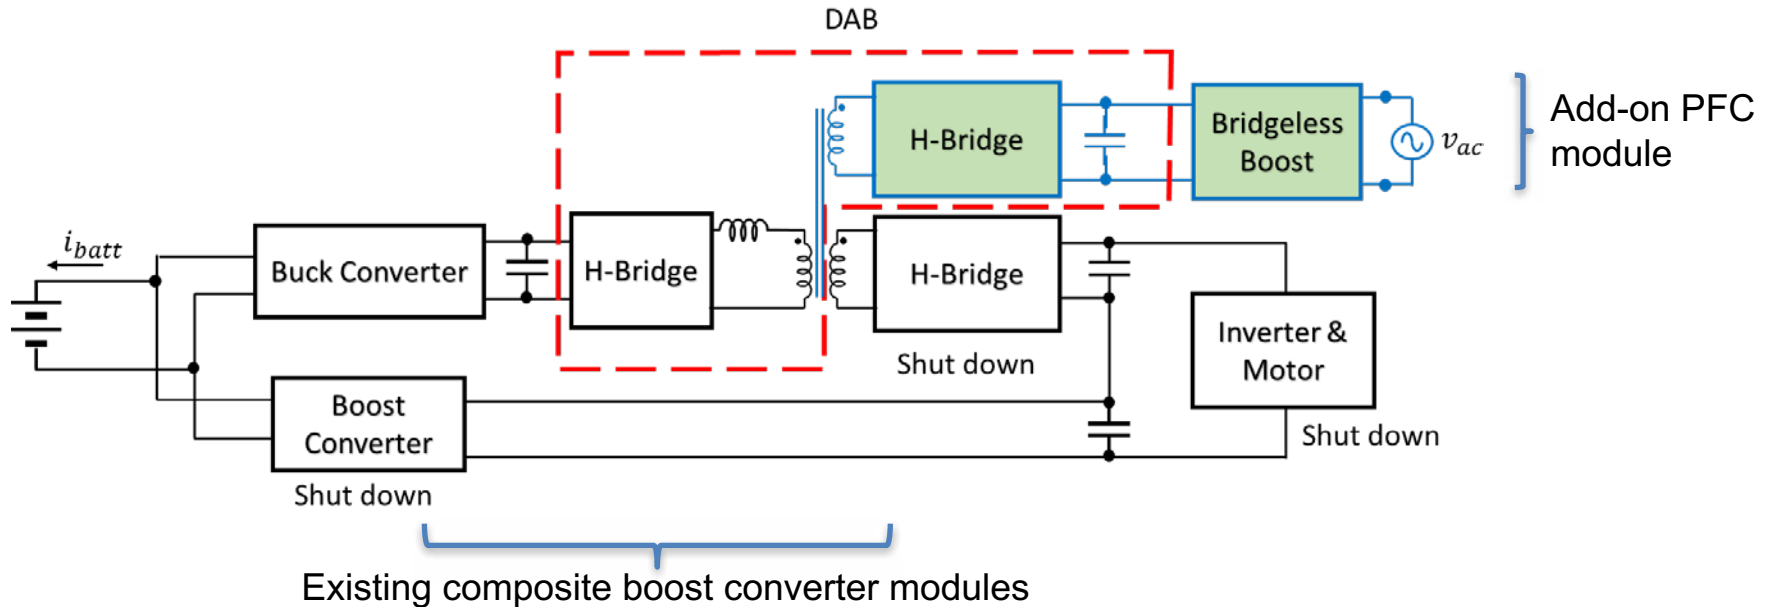 DAB
H-Bridge
Bridgeless
Boost
v_ac
Add-on PFC
module
i_batt
Buck Converter
H-Bridge
H-Bridge
Inverter &
Motor
Shut down
Boost
Converter
Shut down
Shut down
Existing composite boost converter modules